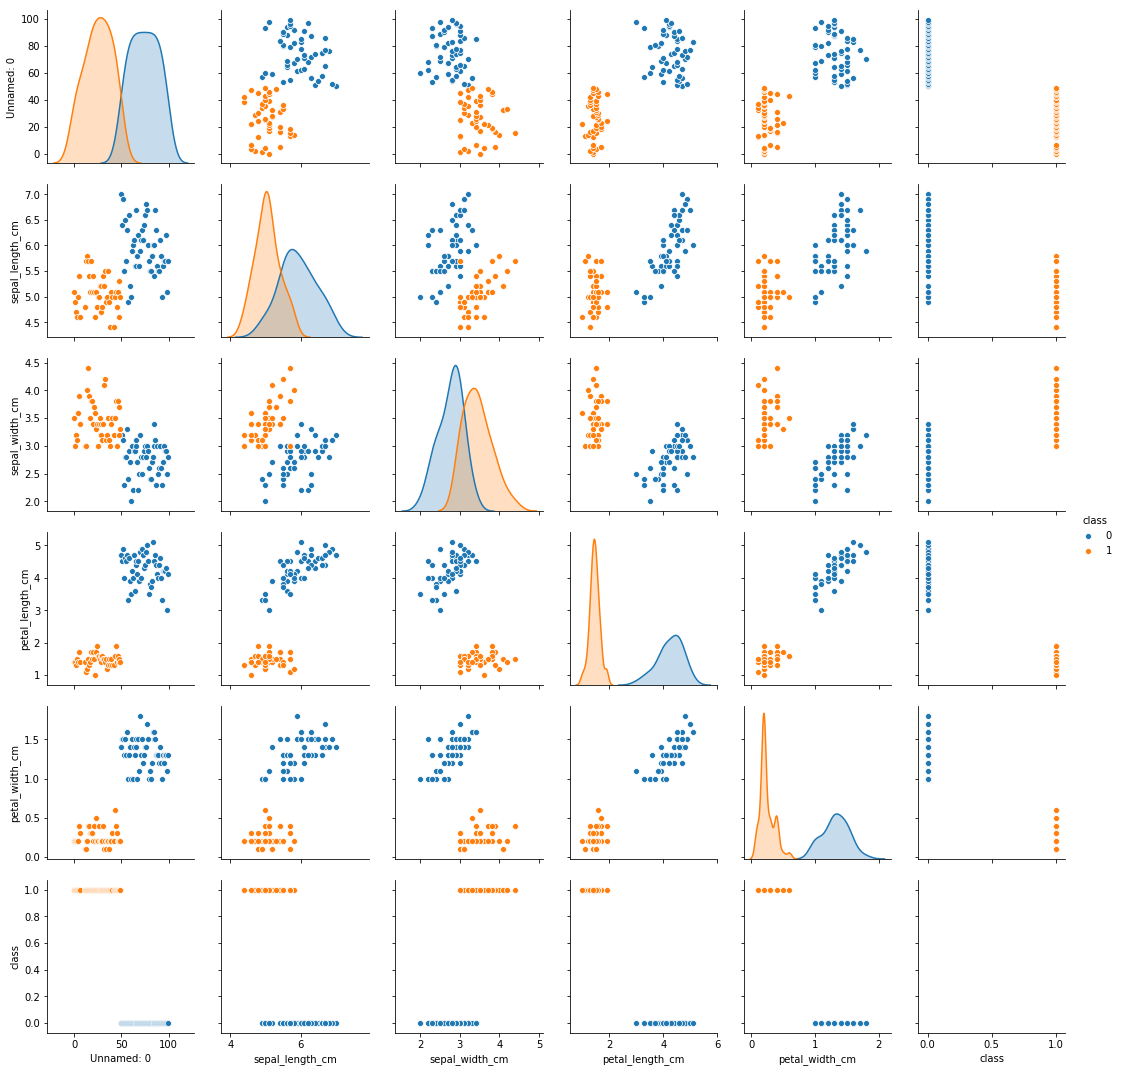 100
80
60
40
20
0
Unnamed: 0
7.0
6.5
6.0
5.5
5.0
4.5
sepal_length_cm
4.5
4.0
3.5
3.0
2.5
2.0
sepal_width_cm
class
0
1
5
4
3
2
1
petal_length_cm
1.5
1.0
0.5
0.0
petal_width_cm
1.0
0.8
0.6
0.4
0.2
0.0
class
0 50 100
Unnamed: 0
4 6
sepal_length_cm
2 3 4 5
sepal_width_cm
0 2 4 6
petal_length_cm
0 1 2
petal_width_cm
0.0 0.5 1.0
class